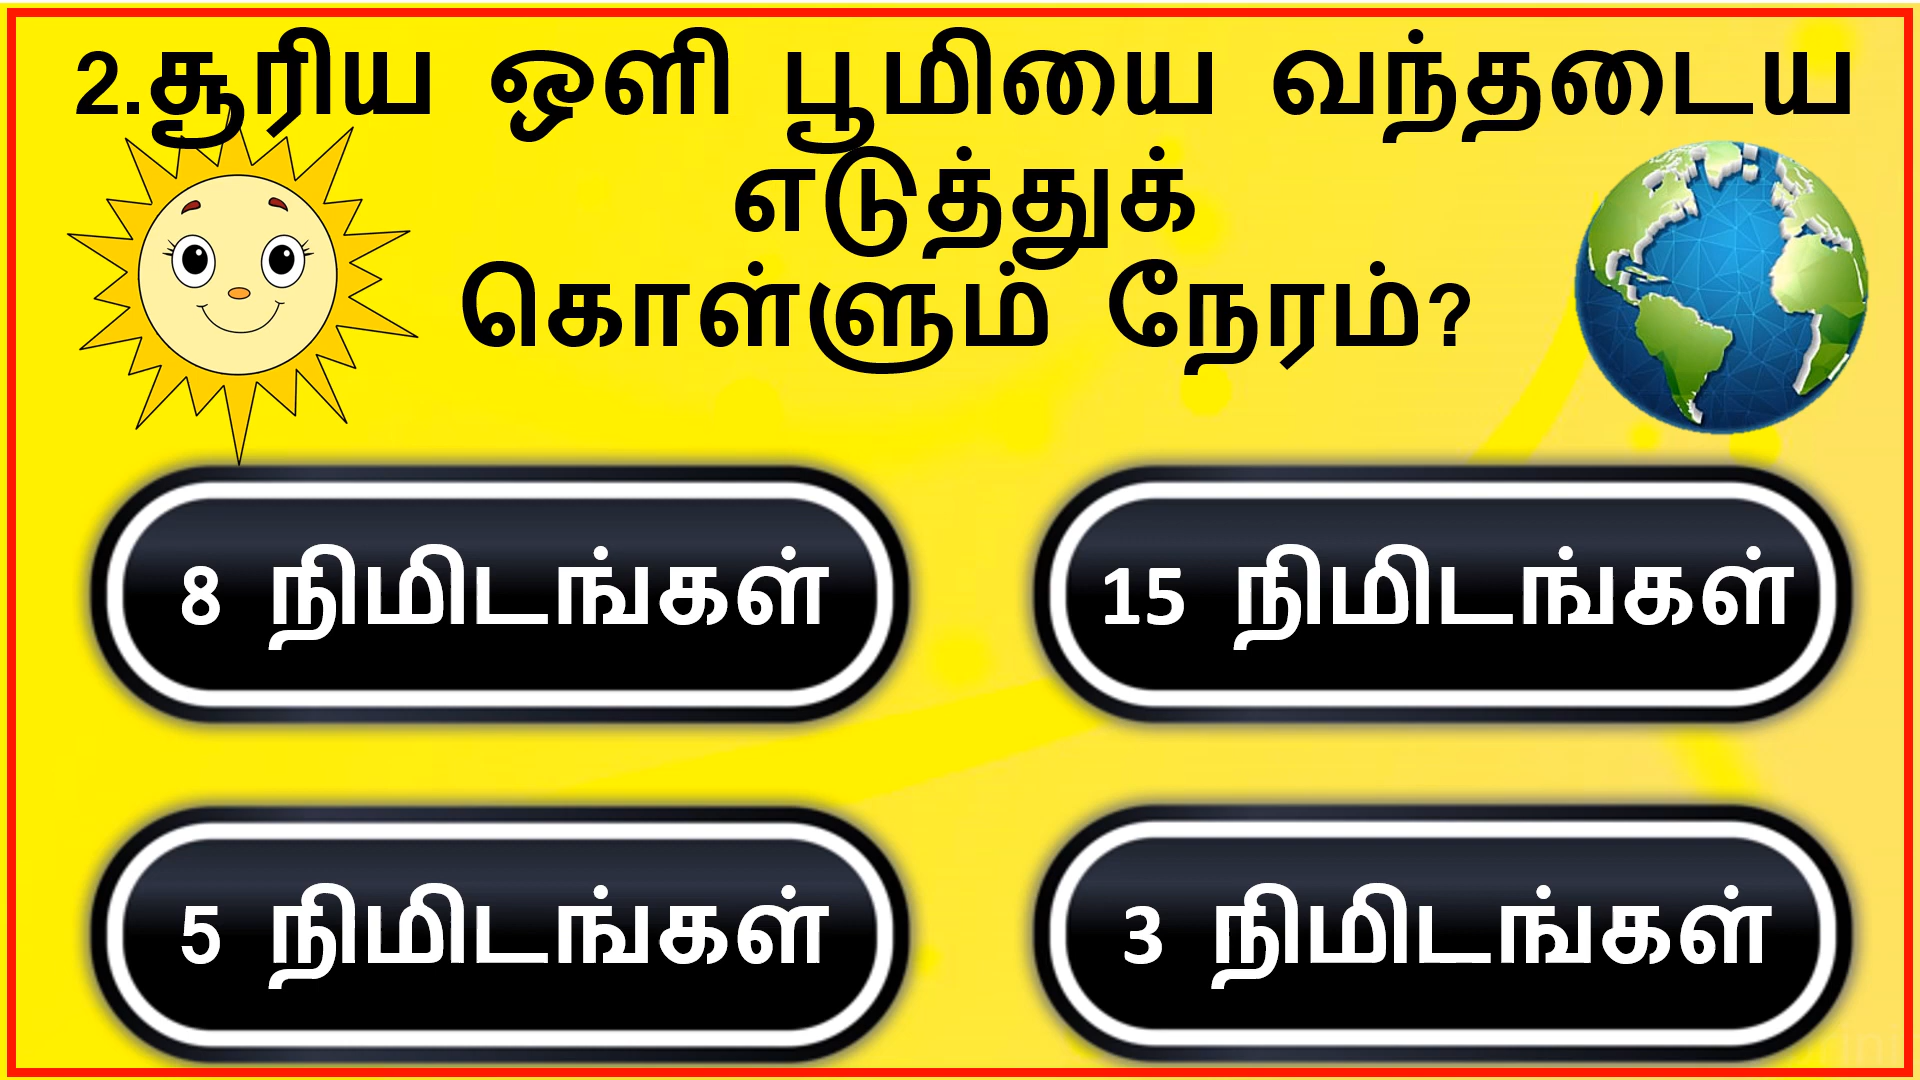 2.சூரிய ஒளி பூமியை வந்தடைய
எடுத்துக்
கொள்ளும் நேரம்?
8 நிமிடங்கள்
15 நிமிடங்கள்
5 நிமிடங்கள்
3 நிமிடங்கள்